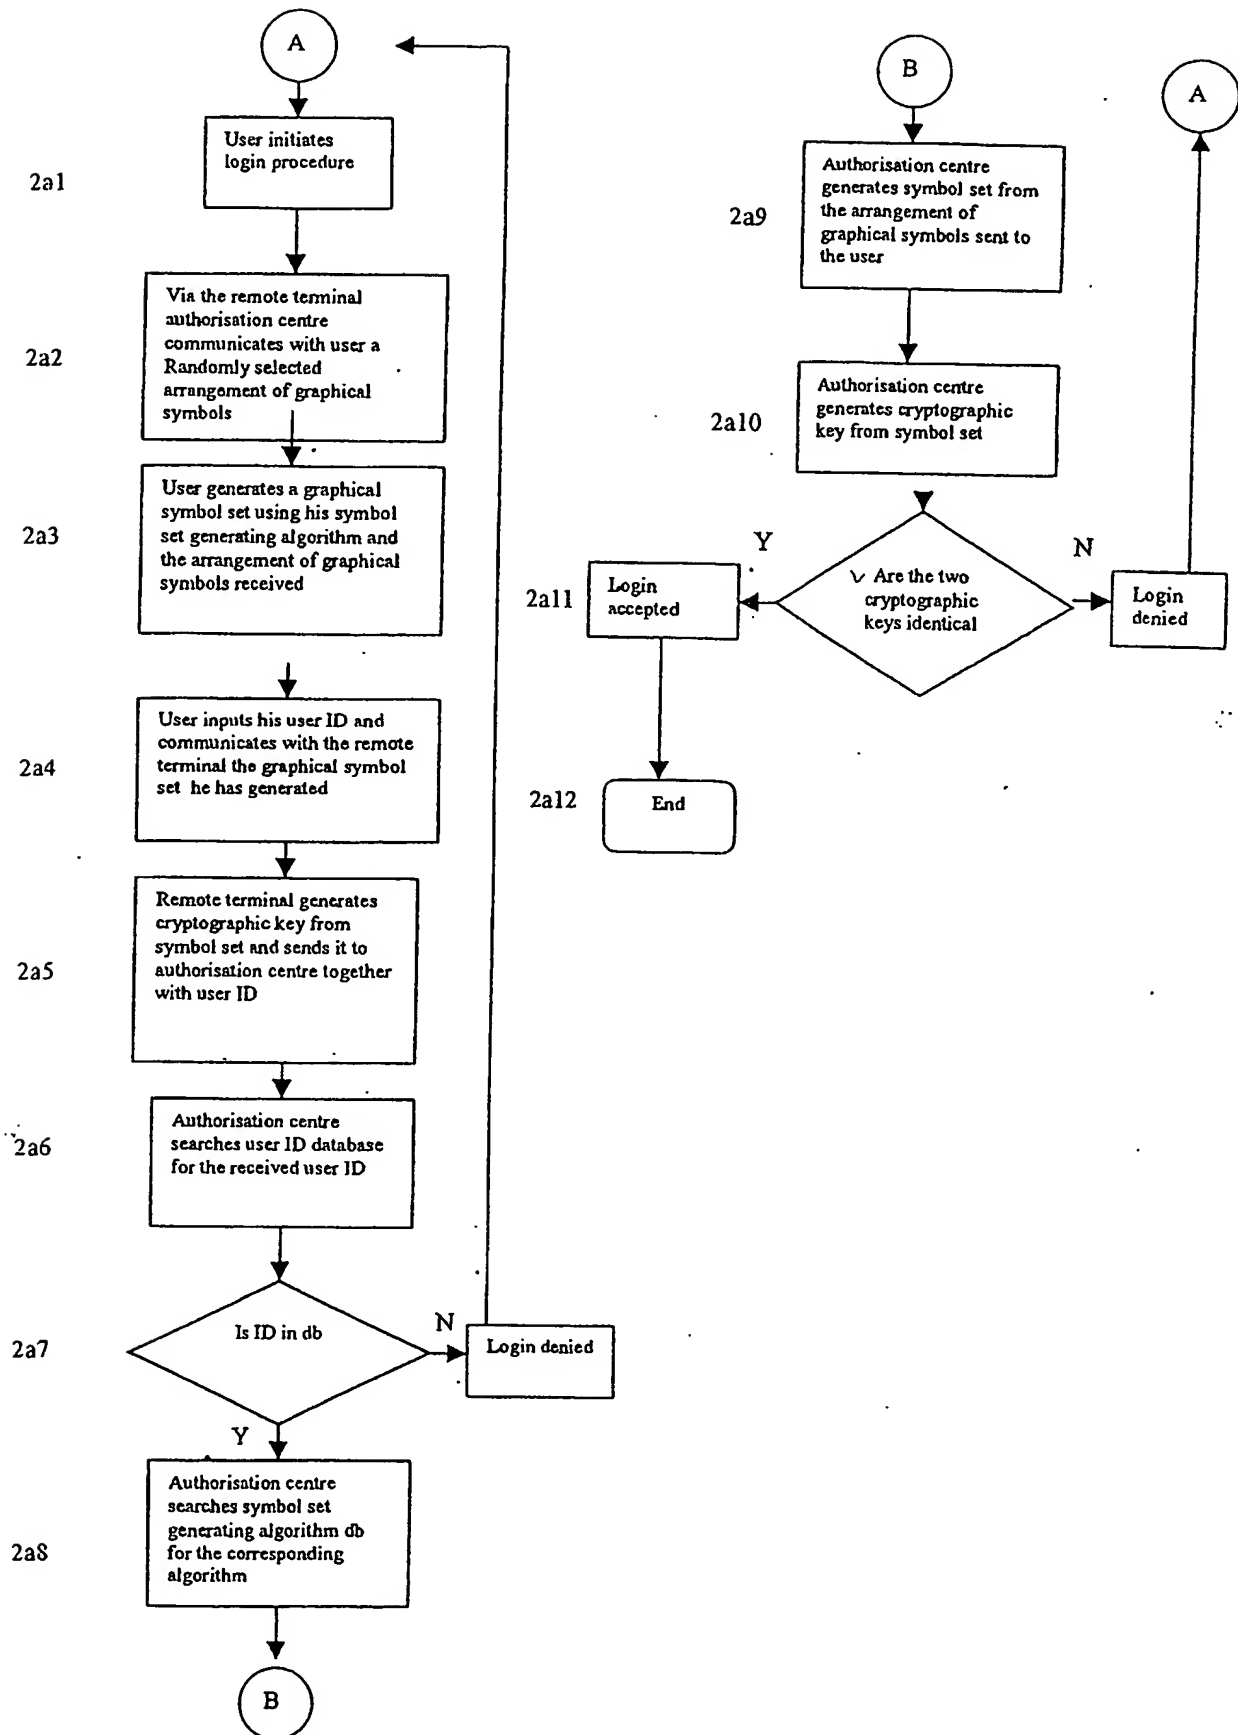 A
2a1
User initiates
login procedure
2a2
Via the remote terminal
authorisation centre
communicates with user a
Randomly selected
arrangement of graphical
symbols
2a3
User generates a graphical
symbol set using his symbol
set generating algorithm and
the arrangement of graphical
symbols received
2a4
User inputs his user ID and
communicates with the remote
terminal the graphical symbol
set he has generated
2a5
Remote terminal generates
cryptographic key from
symbol set and sends it to
authorisation centre together
with user ID
2a6
Authorisation centre
searches user ID database
for the received user ID
2a7
Is ID in db
N
Login denied
Y
2a8
Authorisation centre
searches symbol set
generating algorithm db
for the corresponding
algorithm
B
B
A
2a9
Authorisation centre
generates symbol set from
the arrangement of
graphical symbols sent to
the user
2a10
Authorisation centre
generates cryptographic
key from symbol set
Y
N
Are the two
cryptographic
keys identical
2a11
Login
accepted
Login
denied
2a12
End